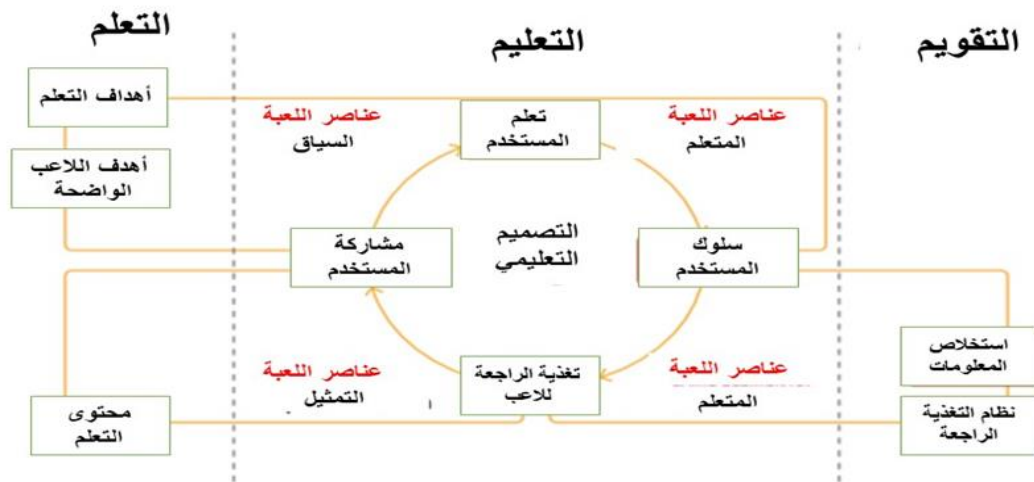 التعلم
التعليم
التقويم
أهداف التعلم
أهدف اللاعب
الواضحة
محتوى
التعلم
عناصر اللعبة
السياق
تعلم
المستخدم
عناصر اللعبة
المتعلم
مشاركة
المستخدم
التصميم
التعليمي
سلوك
المستخدم
عناصر اللعبة
التمثيل
تغذية الراجعة
للاعب
عناصر اللعبة
المتعلم
استخلاص
المعلومات
نظام التغذية
الراجعة